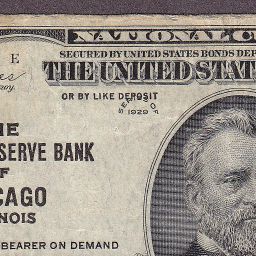 NATIONAL C
SECURED BY UNITED STATES BONDS DEP
E
THE UNITED STAT
OR BY LIKE DEPOSIT
SERIES OF
1929
HE
SERVE BANK
F
CAGO
INOIS
BEARER ON DEMAND